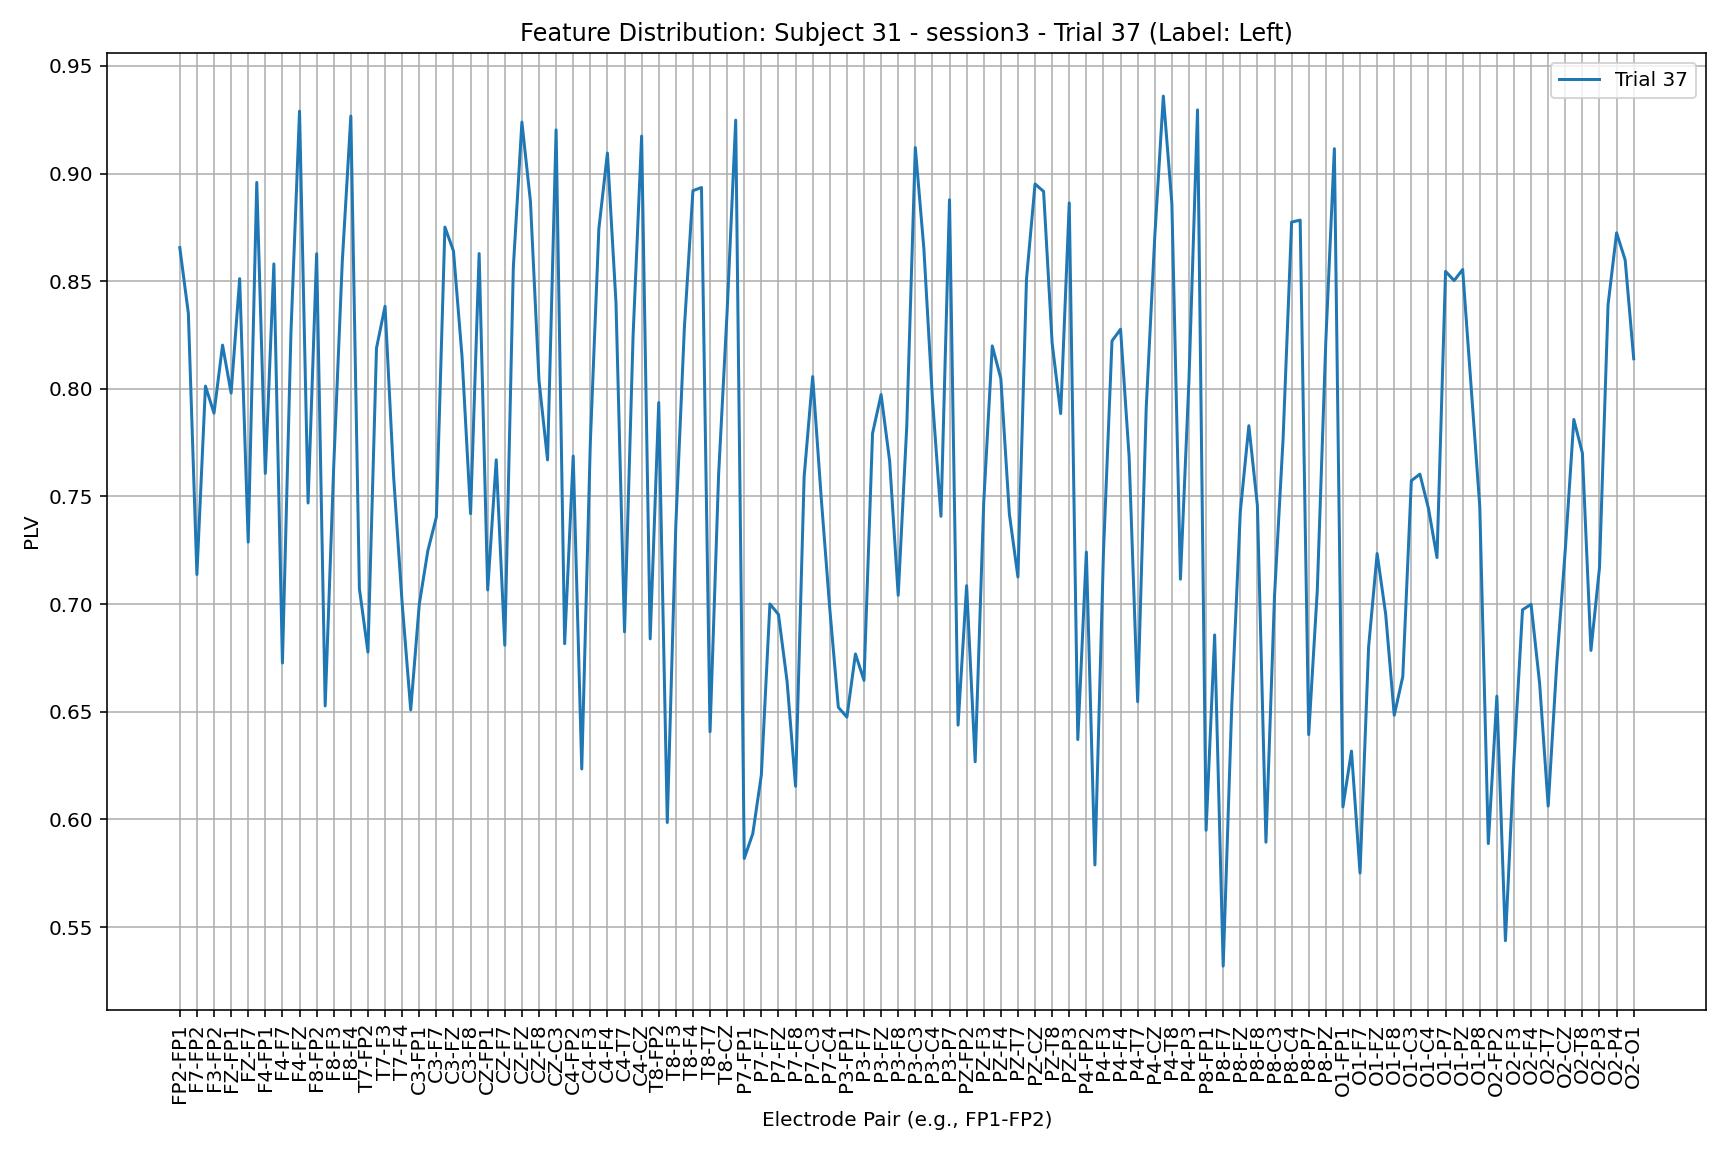 Feature Distribution: Subject 31 - session3 - Trial 37 (Label: Left)
Trial 37
0.95
0.90
0.85
0.80
0.75
0.70
0.65
0.60
0.55
PLV
FP2-FP1
F7-FP2
F3-FP2
FZ-FP1
FZ-F7
F4-FP1
F4-F7
F4-FZ
F8-FP2
F8-F3
F8-F4
T7-FP2
T7-F3
T7-F4
C3-FP1
C3-F7
C3-FZ
C3-F8
CZ-FP1
CZ-F7
CZ-FZ
CZ-F8
CZ-C3
C4-FP2
C4-F3
C4-F4
C4-T7
C4-CZ
T8-FP2
T8-F3
T8-F4
T8-T7
T8-CZ
P7-FP1
P7-F7
P7-FZ
P7-F8
P7-C3
P7-C4
P3-FP1
P3-F7
P3-FZ
P3-F8
P3-C3
P3-C4
P3-P7
PZ-FP2
PZ-F3
PZ-F4
PZ-T7
PZ-CZ
PZ-T8
PZ-P3
P4-FP2
P4-F3
P4-F4
P4-T7
P4-CZ
P4-T8
P4-P3
P8-FP1
P8-F7
P8-FZ
P8-F8
P8-C3
P8-C4
P8-P7
P8-PZ
O1-FP1
O1-F7
O1-FZ
O1-F8
O1-C3
O1-C4
O1-P7
O1-PZ
O1-P8
O2-FP2
O2-F3
O2-F4
O2-T7
O2-CZ
O2-T8
O2-P3
O2-P4
O2-O1
Electrode Pair (e.g., FP1-FP2)